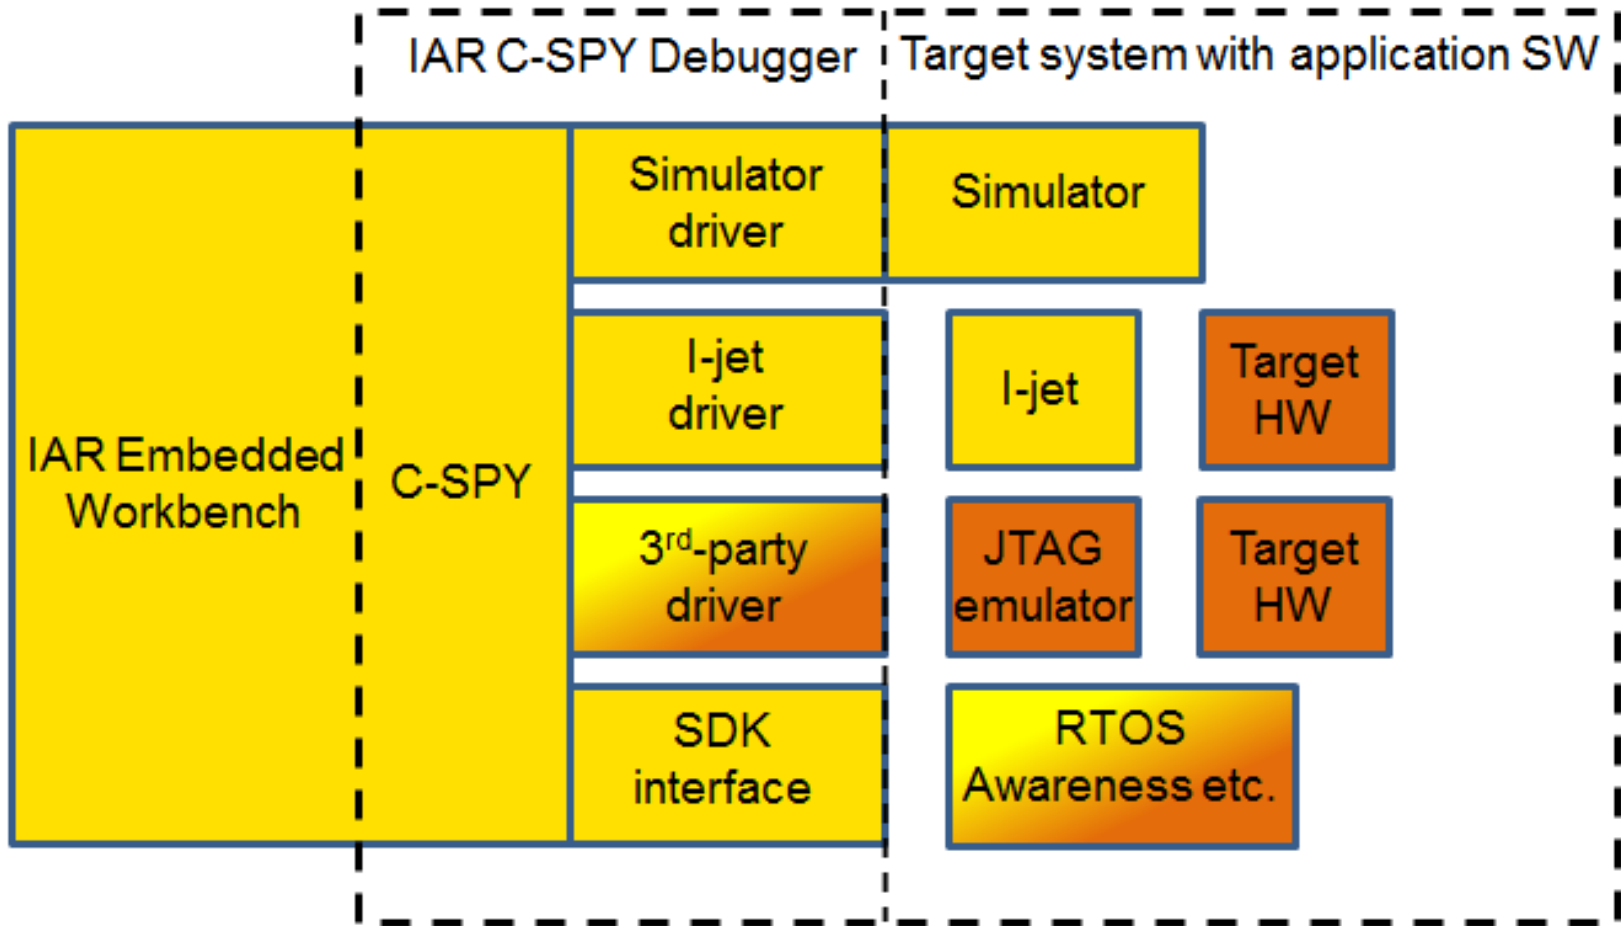 IAR C-SPY Debugger
Target system with application SW
Simulator
driver
Simulator
I-jet
driver
I-jet
Target
HW
IAR Embedded
Workbench
C-SPY
3rd-party
driver
JTAG
emulator
Target
HW
SDK
interface
RTOS
Awareness etc.